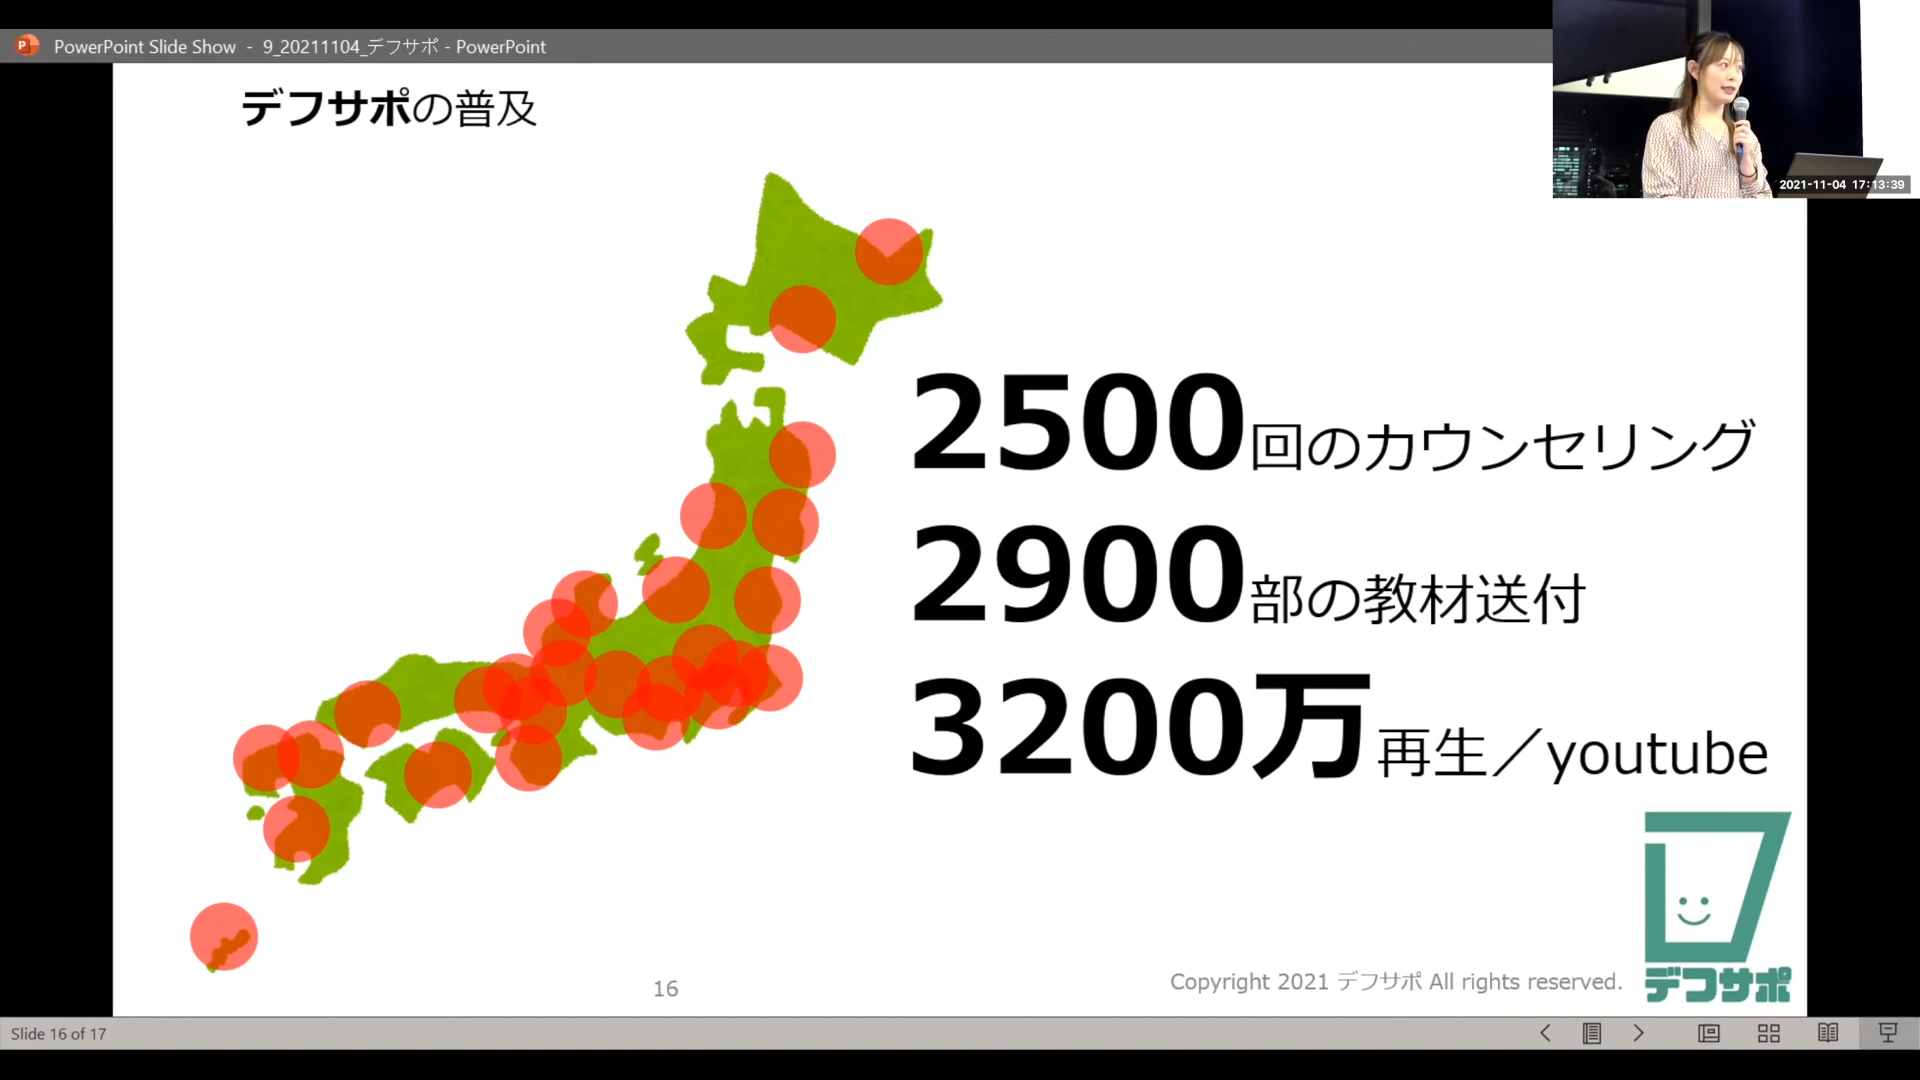 PowerPoint Slide Show - 9_20211104_デフサポ - PowerPoint
デフサポの普及
2021-11-04 17:13:39
2500回のカウンセリング
2900部の教材送付
3200万再生／youtube
デフサポ
16
Copyright 2021 デフサポ All rights reserved.
Slide 16 of 17